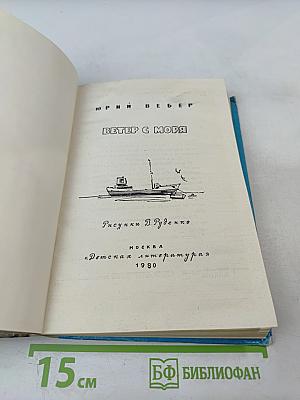 ЮРИЙ ВЕБЕР
ВЕТЕР С МОРЯ
Рисунки Д. Руденко
МОСКВА
«Детская литература»
1980
15 см
БФ БИБЛИОФАН